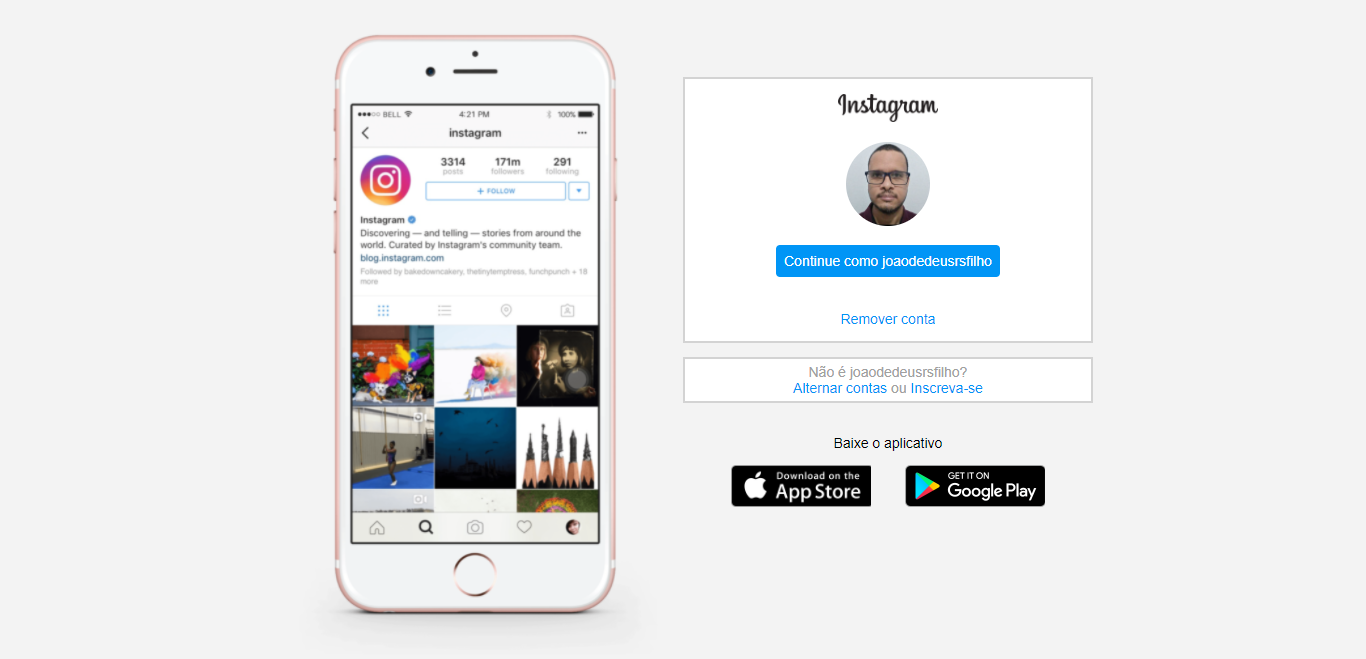 BELL
4:21 PM
100%
instagram
3314
171m
291
posts
followers
following
+ FOLLOW
Instagram
Discovering — and telling — stories from around the
world. Curated by Instagram's community team.
blog.instagram.com
Followed by bakedowncakery, thetinytemptress, funchpunch + 18
more
Instagram
Continue como joaodedeusrsfilho
Remover conta
Não é joaodedeusrsfilho?
Alternar contas ou Inscreva-se
Baixe o aplicativo
Download on the
App Store
GET IT ON
Google Play